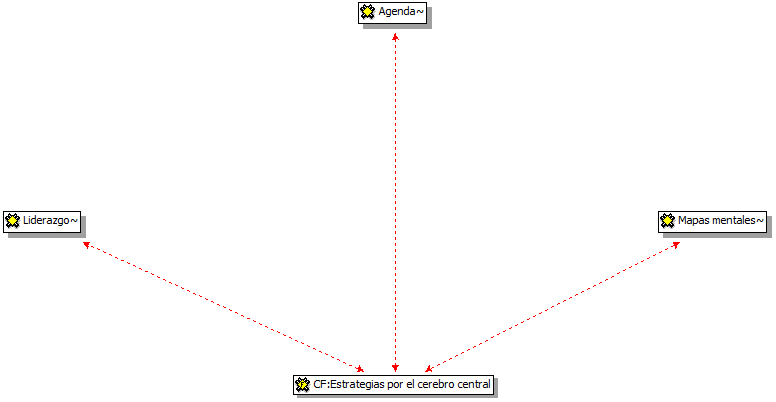 Agenda~
Liderazgo~
Mapas mentales~
CF:Estrategias por el cerebro central